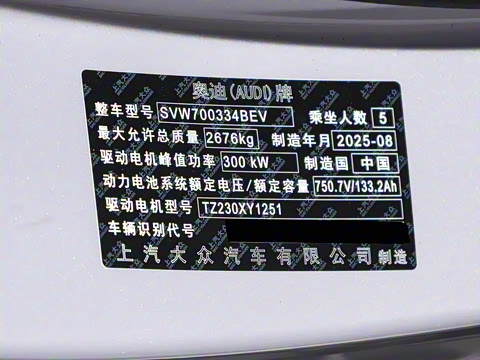 奥迪(AUDI)牌
整车型号 SVW700334BEV 乘坐人数 5
最大允许总质量 2676kg 制造年月 2025-08
驱动电机峰值功率 300 kW 制造国 中国
动力电池系统额定电压/额定容量 750.7V/133.2Ah
驱动电机型号 TZ230XY1251
车辆识别代号
上汽大众汽车有限公司 制造